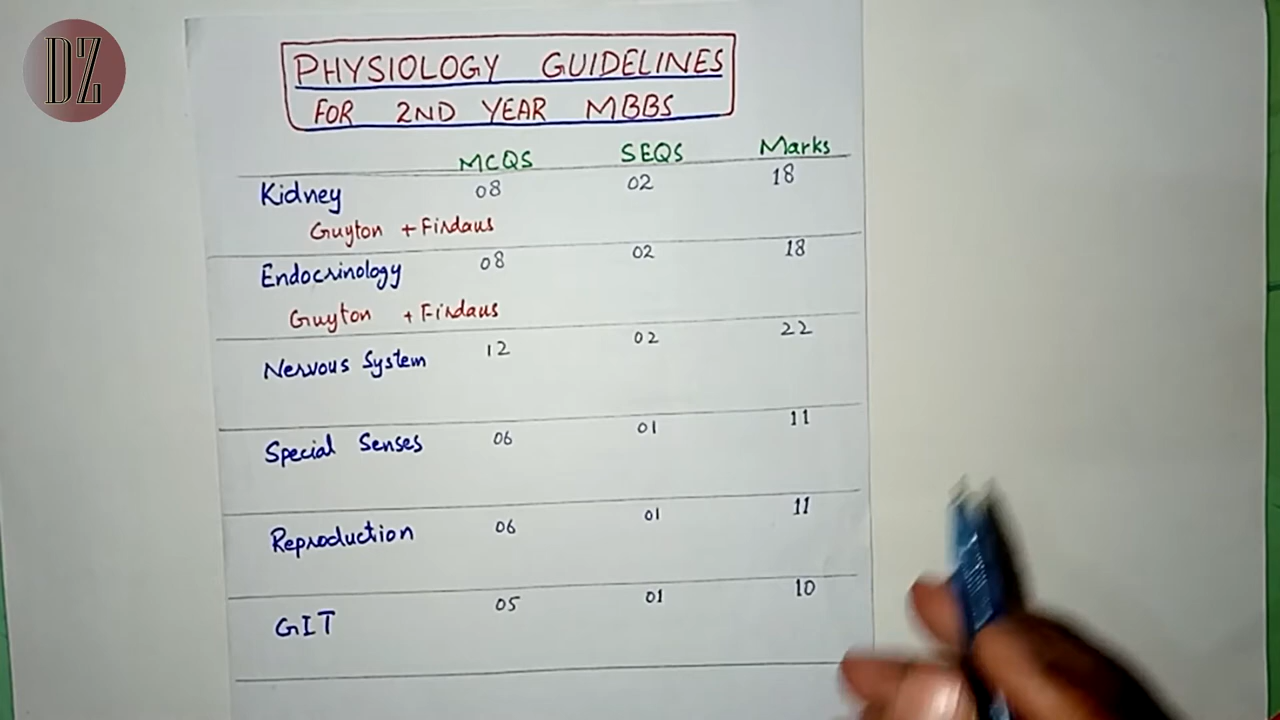 DZ
PHYSIOLOGY GUIDELINES
FOR 2ND YEAR MBBS
MCQS SEQS Marks
Kidney 08 02 18
Guyton + Firdaus
Endocrinology 08 02 18
Guyton + Firdaus
Nervous System 12 02 22
Special Senses 06 01 11
Reproduction 06 01 11
GIT 05 01 10